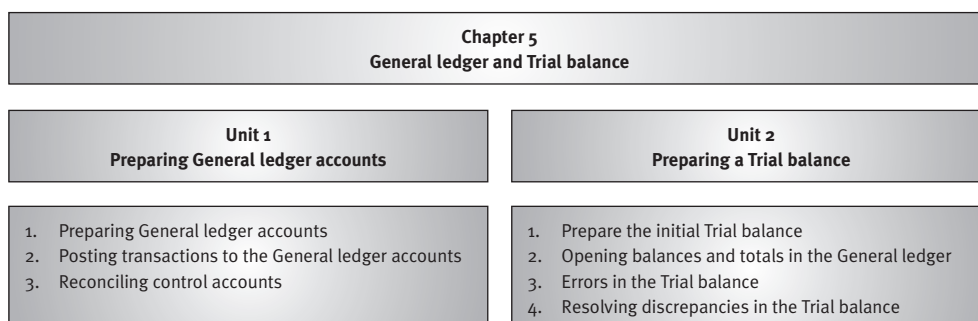 Chapter 5
General ledger and Trial balance
Unit 1
Preparing General ledger accounts
Unit 2
Preparing a Trial balance
1. Preparing General ledger accounts
2. Posting transactions to the General ledger accounts
3. Reconciling control accounts
1. Prepare the initial Trial balance
2. Opening balances and totals in the General ledger
3. Errors in the Trial balance
4. Resolving discrepancies in the Trial balance